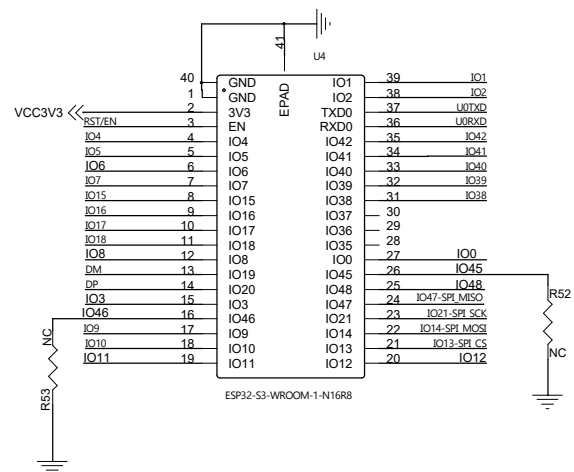 41
U4
40 GND IO1 39 IO1
1 GND EPAD IO2 38 IO2
VCC3V3 2 3V3 TXD0 37 U0TXD
RST/EN 3 EN RXD0 36 U0RXD
IO4 4 IO4 IO42 35 IO42
IO5 5 IO5 IO41 34 IO41
IO6 6 IO6 IO40 33 IO40
IO7 7 IO7 IO39 32 IO39
IO15 8 IO15 IO38 31 IO38
IO16 9 IO16 IO37 30
IO17 10 IO17 IO36 29
IO18 11 IO18 IO35 28
IO8 12 IO8 IO0 27 IO0
DM 13 IO19 IO45 26 IO45
DP 14 IO20 IO48 25 IO48
IO3 15 IO3 IO47 24 IO47-SPI_MISO
IO46 16 IO46 IO21 23 IO21-SPI SCK
IO9 17 IO9 IO14 22 IO14-SPI MOSI
IO10 18 IO10 IO13 21 IO13-SPI CS
IO11 19 IO11 IO12 20 IO12
R52
NC
NC
R53
ESP32-S3-WROOM-1-N16R8